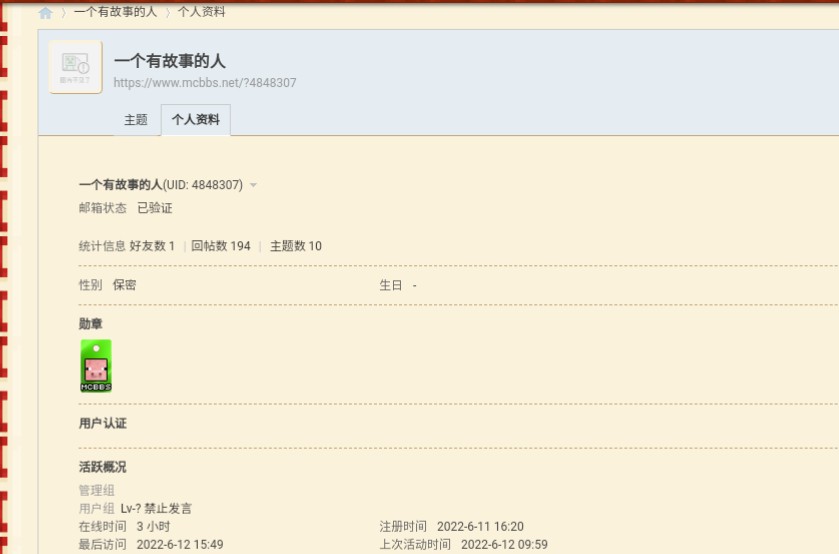 〉 一个有故事的人 〉 个人资料
一个有故事的人
https://www.mcbbs.net/?4848307
主题 个人资料
一个有故事的人(UID: 4848307)
邮箱状态 已验证
统计信息 好友数 1 | 回帖数 194 | 主题数 10
性别 保密 生日 -
勋章
MCBBS
用户认证
活跃概况
管理组
用户组 Lv-? 禁止发言
在线时间 3 小时 注册时间 2022-6-11 16:20
最后访问 2022-6-12 15:49 上次活动时间 2022-6-12 09:59